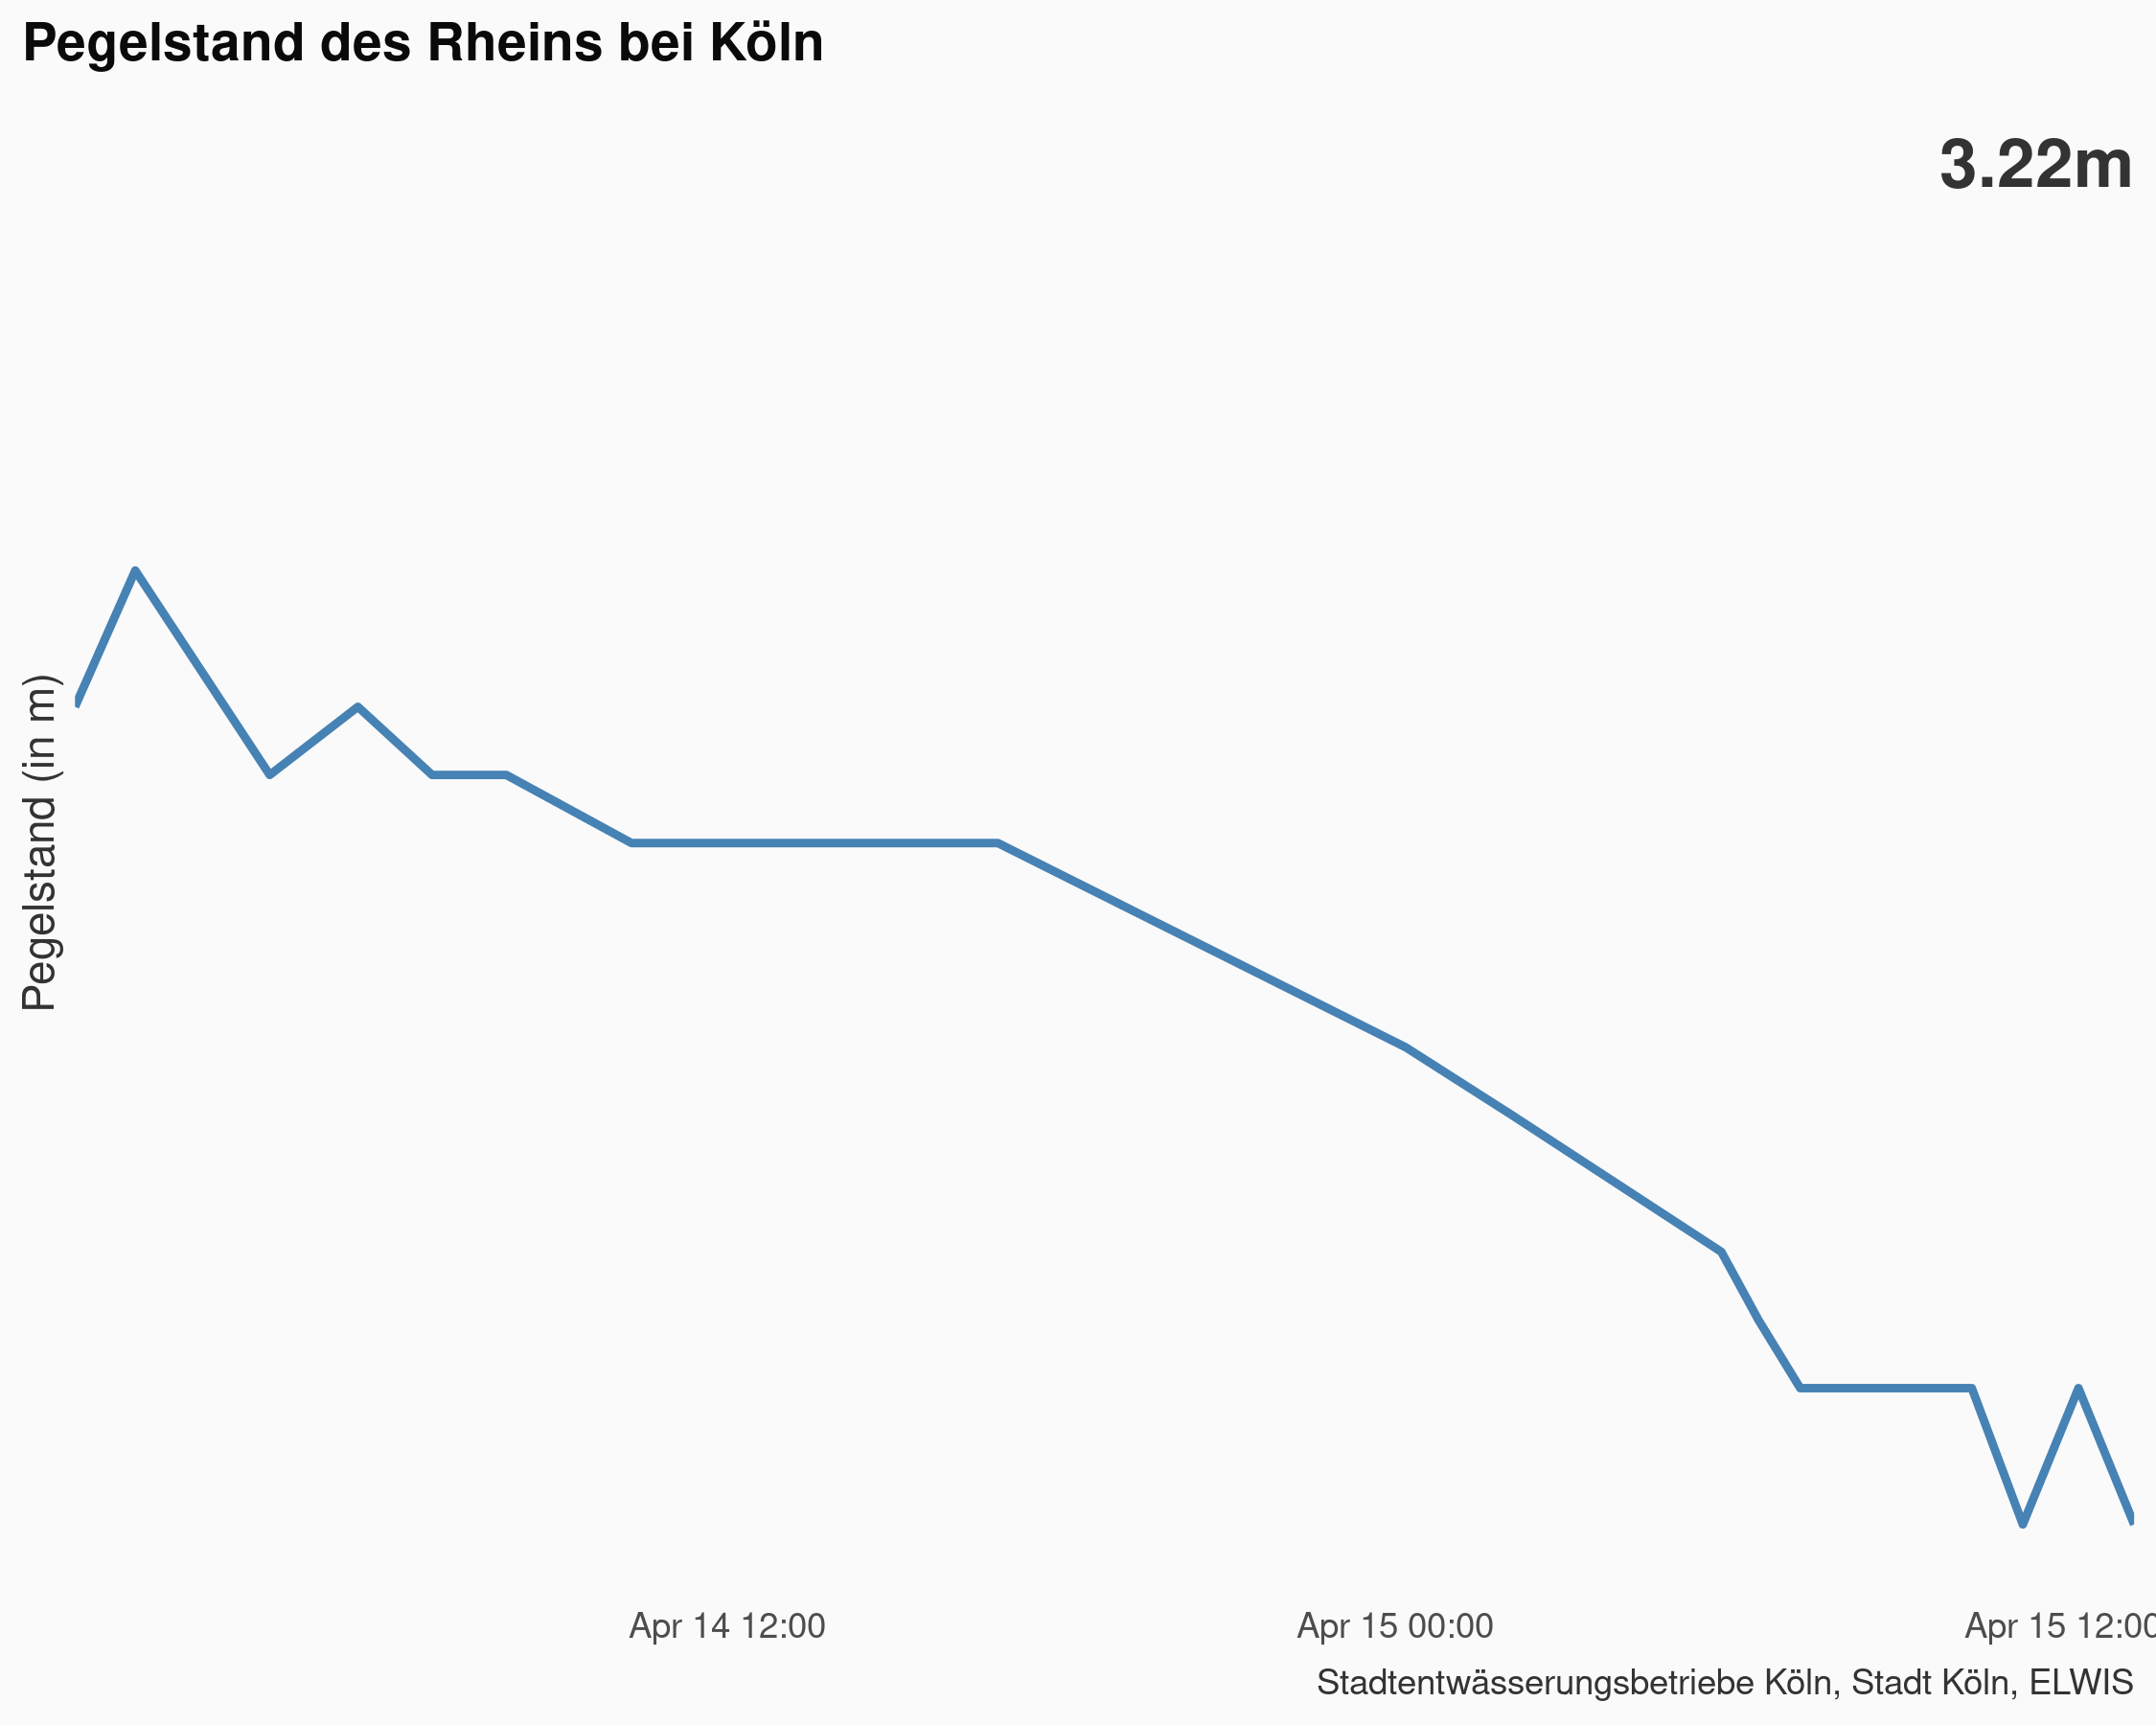 Pegelstand des Rheins bei Köln
3.22m
Pegelstand (in m)
Apr 14 12:00
Apr 15 00:00
Apr 15 12:00
Stadtentwässerungsbetriebe Köln, Stadt Köln, ELWIS